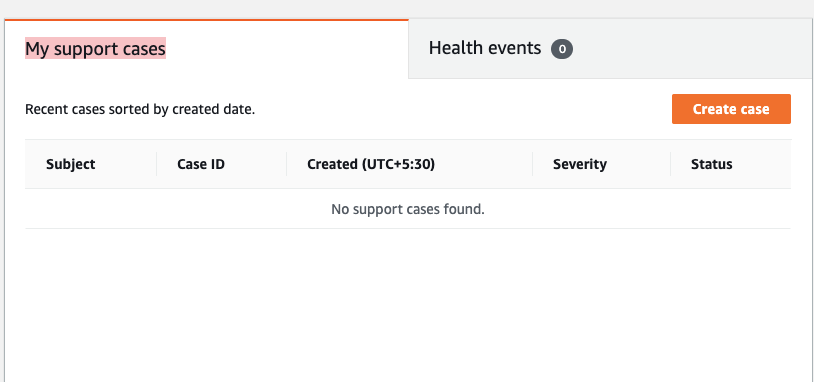 My support cases
Health events 0
Recent cases sorted by created date.
Create case
Subject Case ID Created (UTC+5:30) Severity Status
No support cases found.